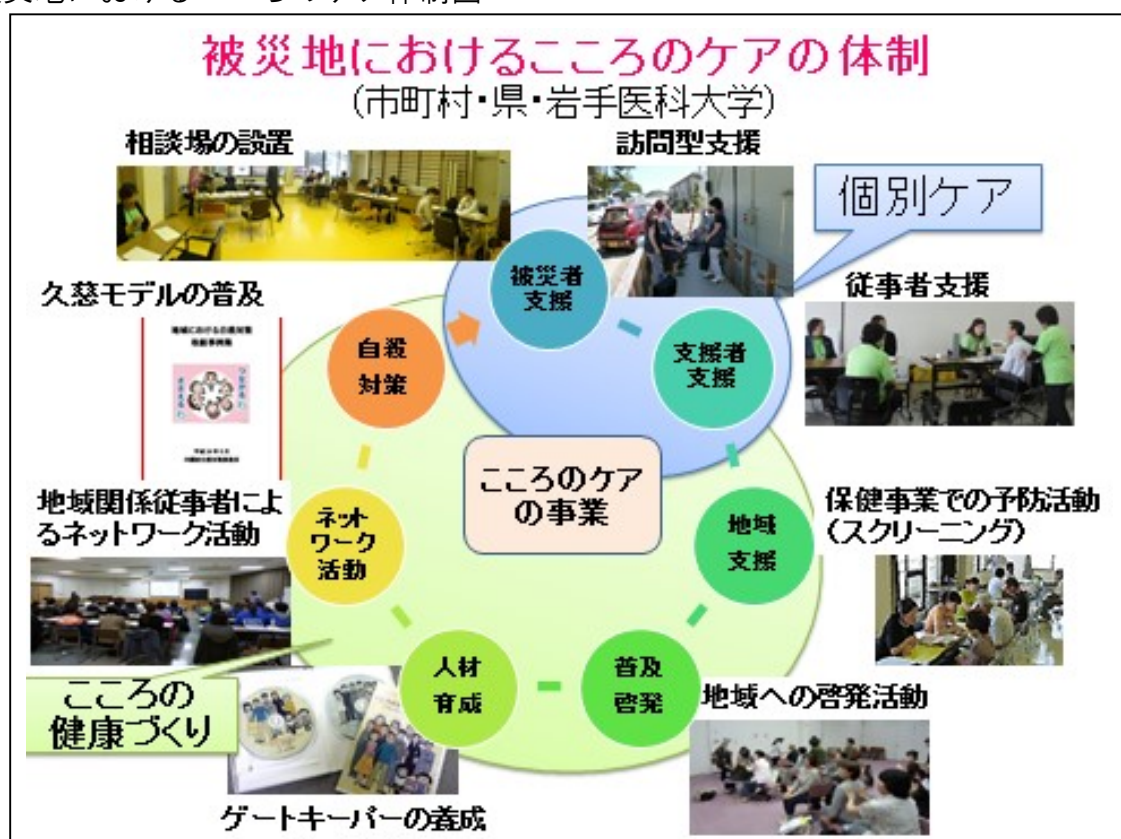 被災地におけるこころのケアの体制
(市町村・県・岩手医科大学)
相談場の設置
訪問型支援
個別ケア
被災者
支援
久慈モデルの普及
従事者支援
自殺
対策
支援者
支援
こころのケア
の事業
地域関係従事者によ
るネットワーク活動
ネット
ワーク
活動
地域
支援
保健事業での予防活動
(スクリーニング)
人材
育成
普及
啓発
地域への啓発活動
こころの
健康づくり
ゲートキーパーの養成